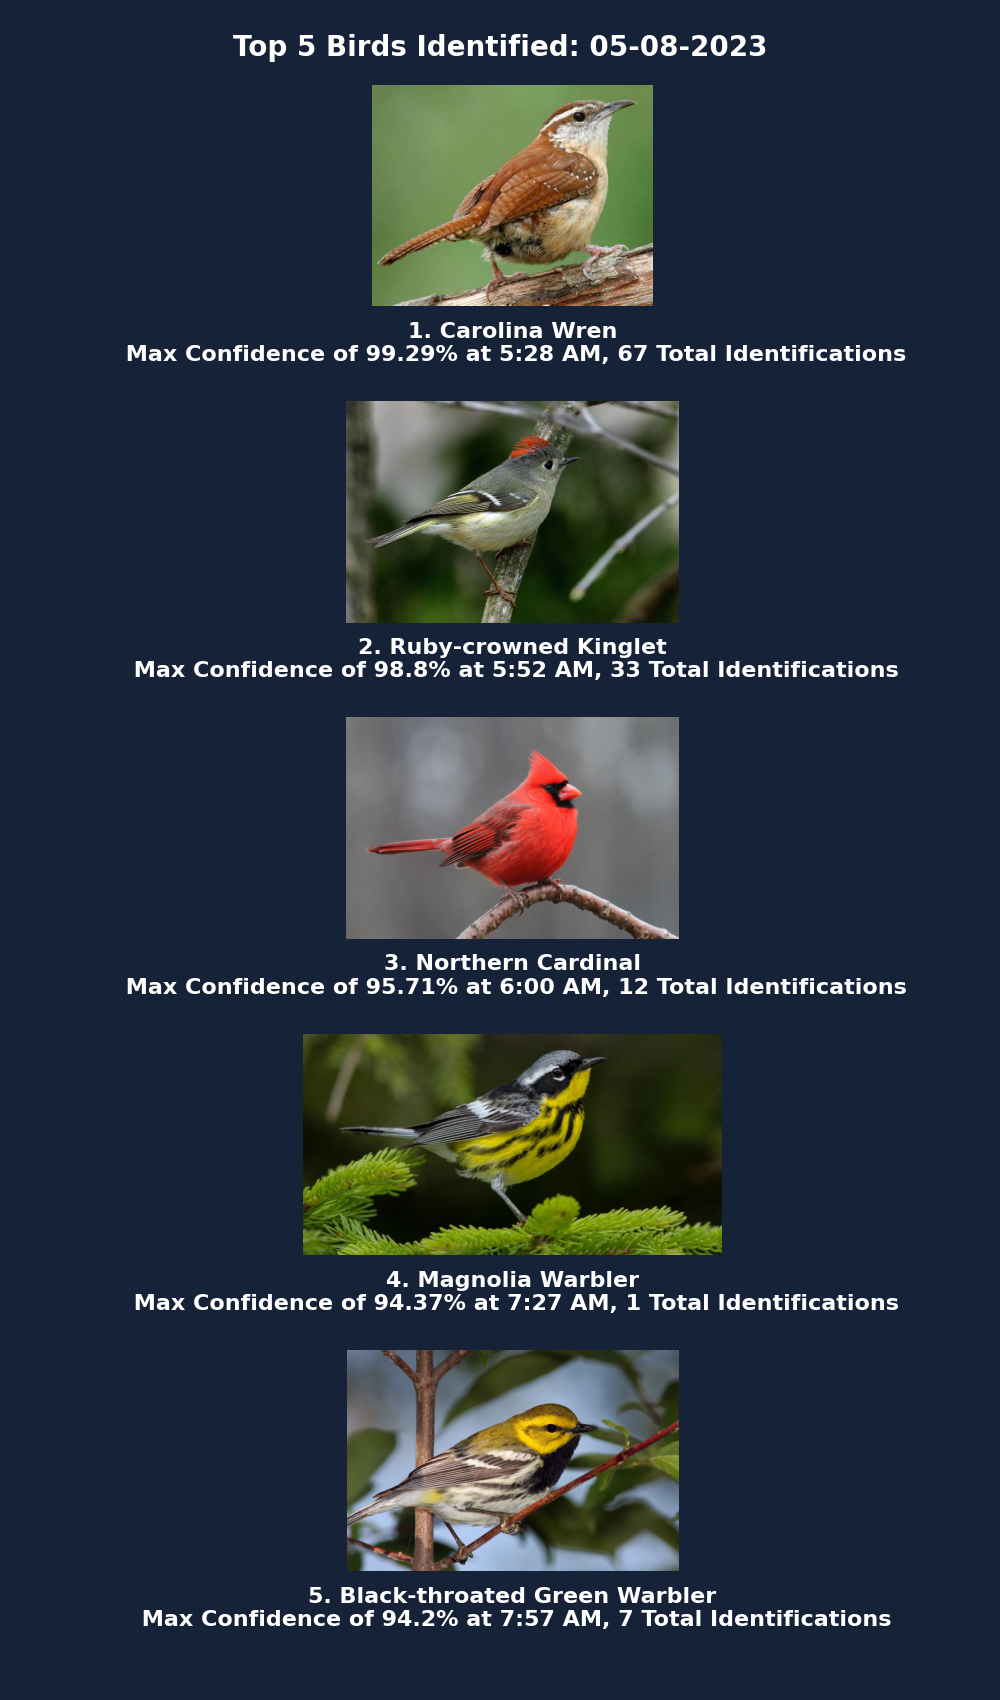 Top 5 Birds Identified: 05-08-2023
1. Carolina Wren
Max Confidence of 99.29% at 5:28 AM, 67 Total Identifications
2. Ruby-crowned Kinglet
Max Confidence of 98.8% at 5:52 AM, 33 Total Identifications
3. Northern Cardinal
Max Confidence of 95.71% at 6:00 AM, 12 Total Identifications
4. Magnolia Warbler
Max Confidence of 94.37% at 7:27 AM, 1 Total Identifications
5. Black-throated Green Warbler
Max Confidence of 94.2% at 7:57 AM, 7 Total Identifications